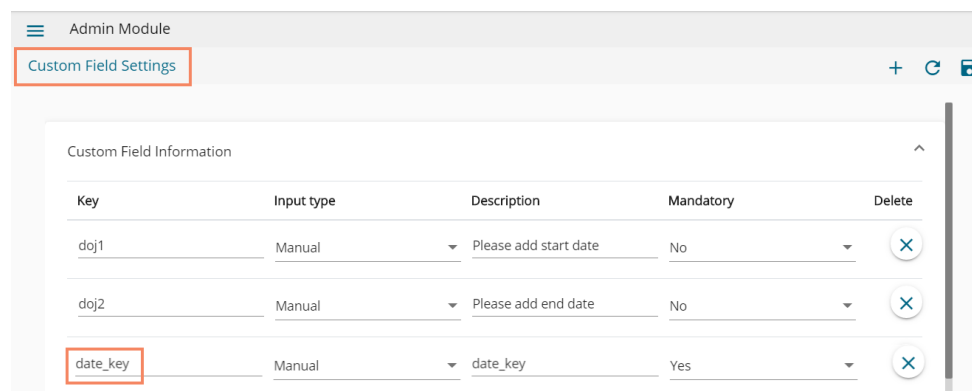 Admin Module
Custom Field Settings
Custom Field Information
Key Input type Description Mandatory Delete
doj1 Manual Please add start date No
doj2 Manual Please add end date No
date_key Manual date_key Yes